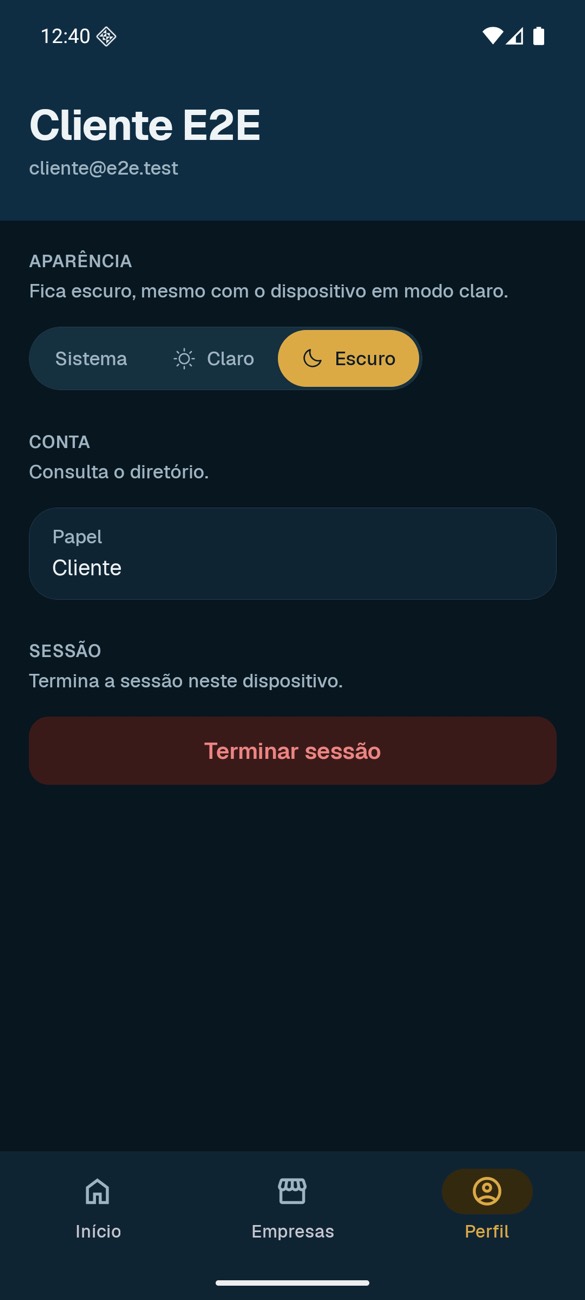 12:40
Cliente E2E
cliente@e2e.test
APARÊNCIA
Fica escuro, mesmo com o dispositivo em modo claro.
Sistema Claro Escuro
CONTA
Consulta o diretório.
Papel
Cliente
SESSÃO
Termina a sessão neste dispositivo.
Terminar sessão
Início Empresas Perfil